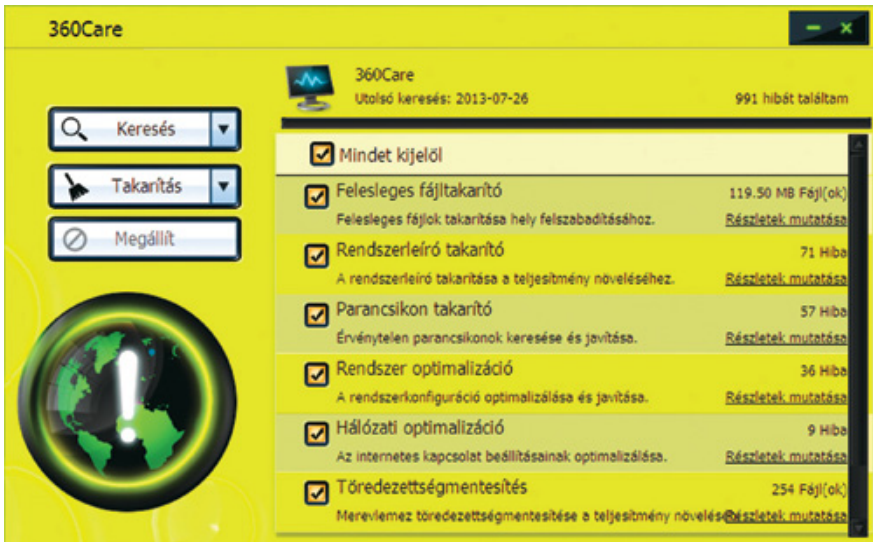 360Care
Keresés
Takarítás
Megállít
360Care
Utolsó keresés: 2013-07-26
991 hibát találtam
Mindet kijelöl
Felesleges fájltakarító
119.50 MB Fájl(ok)
Felesleges fájlok takarítása hely felszabadításához.
Részletek mutatása
Rendszerleíró takarító
71 Hiba
A rendszerleíró takarítása a teljesítmény növeléséhez.
Részletek mutatása
Parancsikon takarító
57 Hiba
Érvénytelen parancsikonok keresése és javítása.
Részletek mutatása
Rendszer optimalizáció
36 Hiba
A rendszerkonfiguráció optimalizálása és javítása.
Részletek mutatása
Hálózati optimalizáció
9 Hiba
Az internetes kapcsolat beállításainak optimalizálása.
Részletek mutatása
Töredezettségmentesítés
254 Fájl(ok)
Merevlemez töredezettségmentesítése a teljesítmény
Részletek mutatása